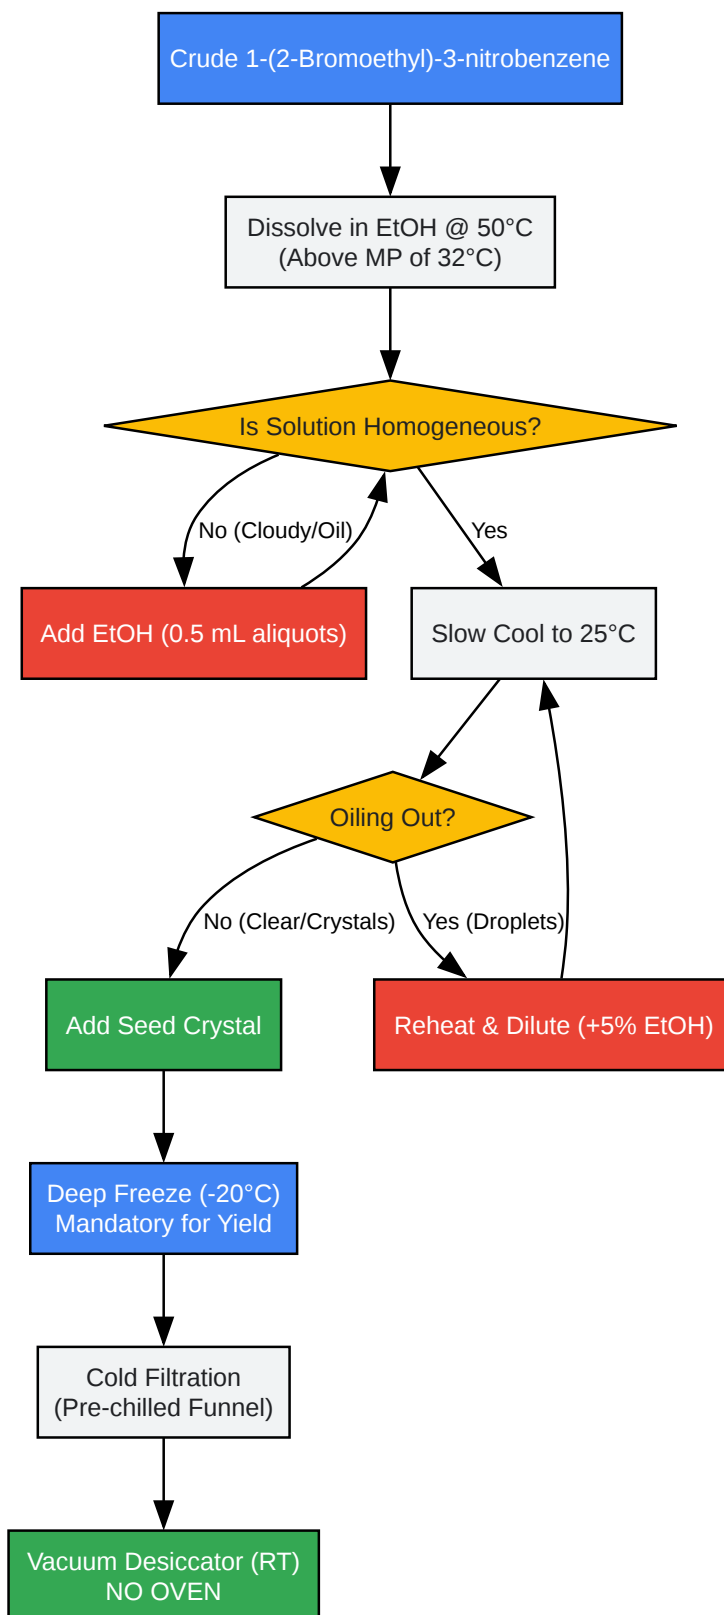 Crude 1-(2-Bromoethyl)-3-nitrobenzene
Dissolve in EtOH @ 50°C
(Above MP of 32°C)
Is Solution Homogeneous?
No (Cloudy/Oil)
Yes
Add EtOH (0.5 mL aliquots)
Slow Cool to 25°C
Oiling Out?
No (Clear/Crystals)
Yes (Droplets)
Add Seed Crystal
Reheat & Dilute (+5% EtOH)
Deep Freeze (-20°C)
Mandatory for Yield
Cold Filtration
(Pre-chilled Funnel)
Vacuum Desiccator (RT)
NO OVEN